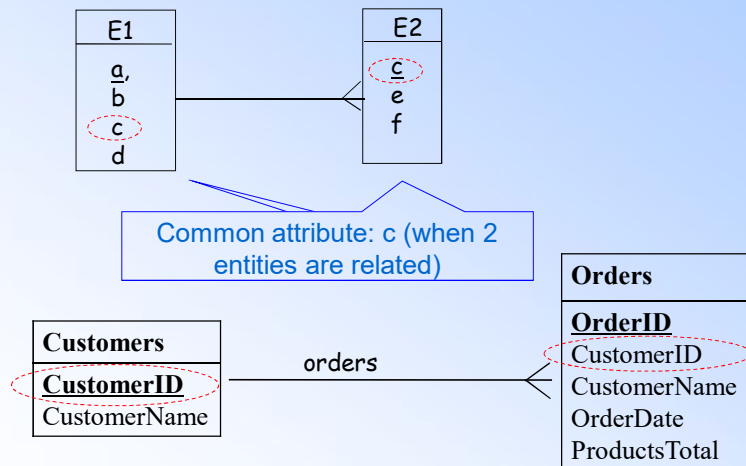 E1
a,
b
c
d
E2
c
e
f
Common attribute: c (when 2
entities are related)
Customers
CustomerID
CustomerName
orders
Orders
OrderID
CustomerID
CustomerName
OrderDate
ProductsTotal